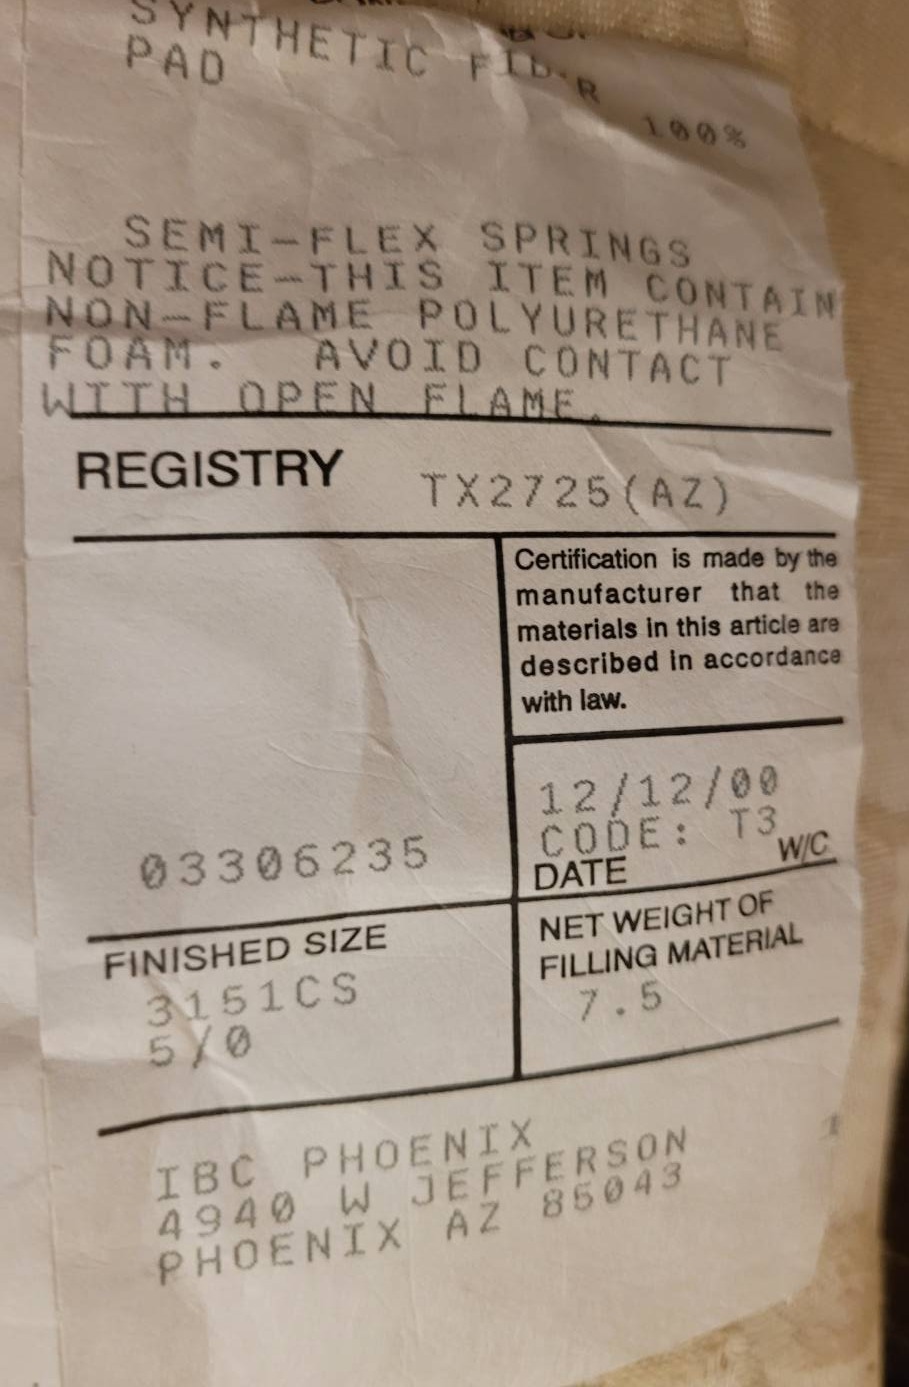 SYNTHETIC FIBER
PAD 100%
SEMI-FLEX SPRINGS
NOTICE-THIS ITEM CONTAIN
NON-FLAME POLYURETHANE
FOAM. AVOID CONTACT
WITH OPEN FLAME.
REGISTRY TX2725(AZ)
Certification is made by the
manufacturer that the
materials in this article are
described in accordance
with law.
03306235
12/12/00
CODE: T3
DATE W/C
FINISHED SIZE
3151CS
5/0
NET WEIGHT OF
FILLING MATERIAL
7.5
IBC PHOENIX
4940 W JEFFERSON
PHOENIX AZ 85043